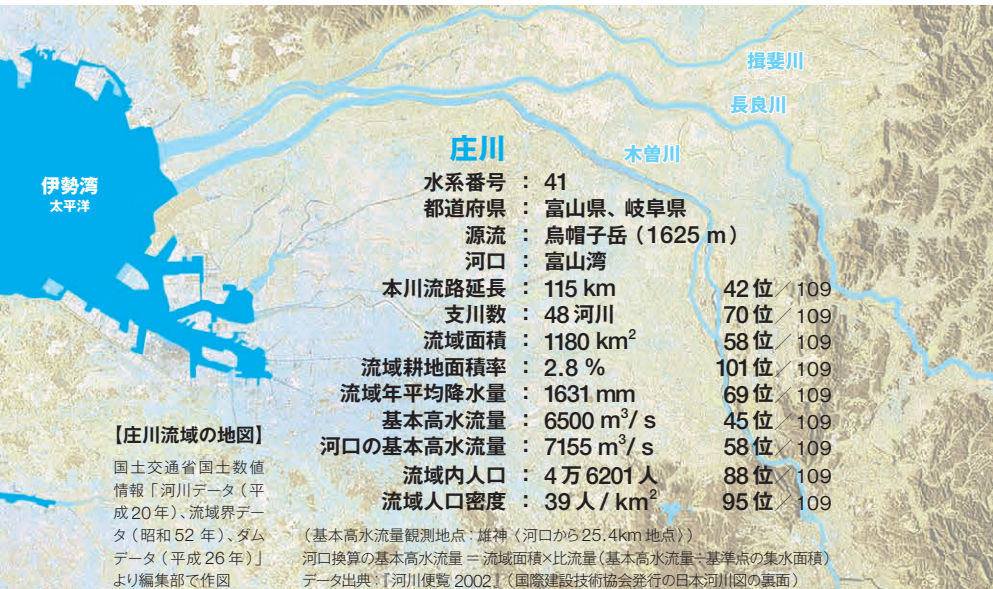 揖斐川
長良川
木曽川
伊勢湾
太平洋
庄川
水系番号 : 41
都道府県 : 富山県、岐阜県
源流 : 烏帽子岳(1625 m)
河口 : 富山湾
本川流路延長 : 115 km 42位/109
支川数 : 48河川 70位/109
流域面積 : 1180 km² 58位/109
流域耕地面積率 : 2.8 % 101位/109
流域年平均降水量 : 1631 mm 69位/109
基本高水流量 : 6500 m³/ s 45位/109
河口の基本高水流量 : 7155 m³/ s 58位/109
流域内人口 : 4万6201人 88位/109
流域人口密度 : 39人 / km² 95位/109
(基本高水流量観測地点:雄神〈河口から25.4km地点〉)
河口換算の基本高水流量 = 流域面積×比流量(基本高水流量÷基準点の集水面積)
データ出典:『河川便覧 2002』(国際建設技術協会発行の日本河川図の裏面)
【庄川流域の地図】
国土交通省国土数値
情報「河川データ(平
成20年)、流域界デー
タ(昭和52年)、ダム
データ(平成26年)」
より編集部で作図